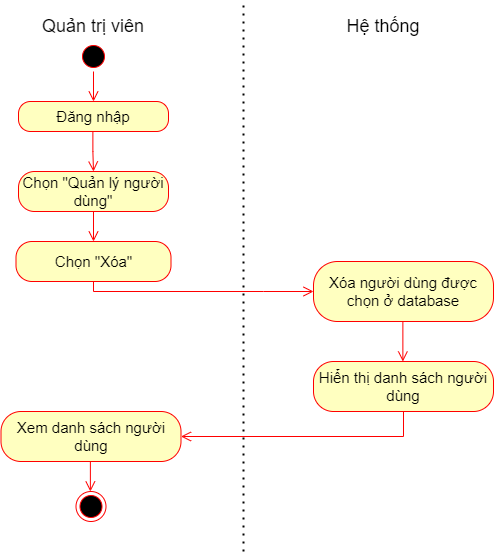 Quản trị viên
Hệ thống
Đăng nhập
Chọn "Quản lý người
dùng"
Chọn "Xóa"
Xóa người dùng được
chọn ở database
Hiển thị danh sách người
dùng
Xem danh sách người
dùng